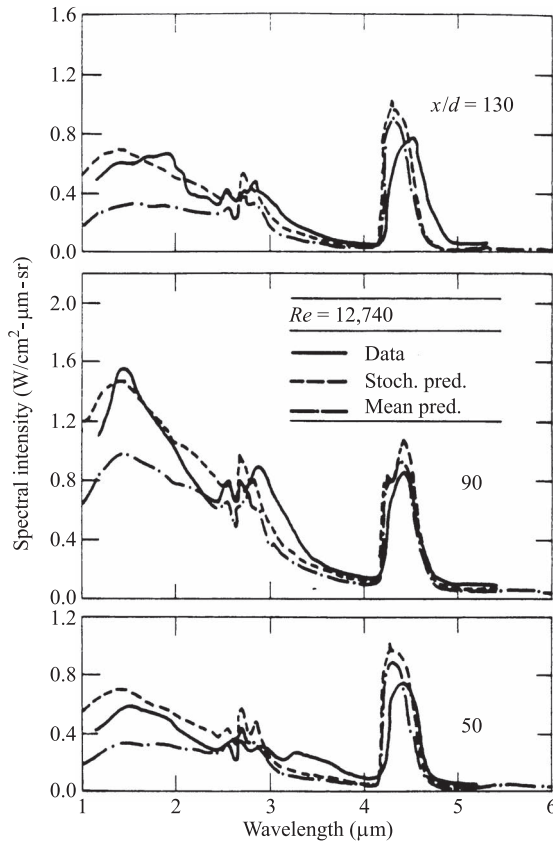 1.6
1.2
x/d = 130
0.8
0.4
0.0
2.0
Re = 12,740
1.6
Data
Stoch. pred.
1.2
Mean pred.
0.8
90
0.4
0.0
1.2
0.8
50
0.4
0.0
1 2 3 4 5 6
Wavelength (μm)
Spectral intensity (W/cm²-μm-sr)